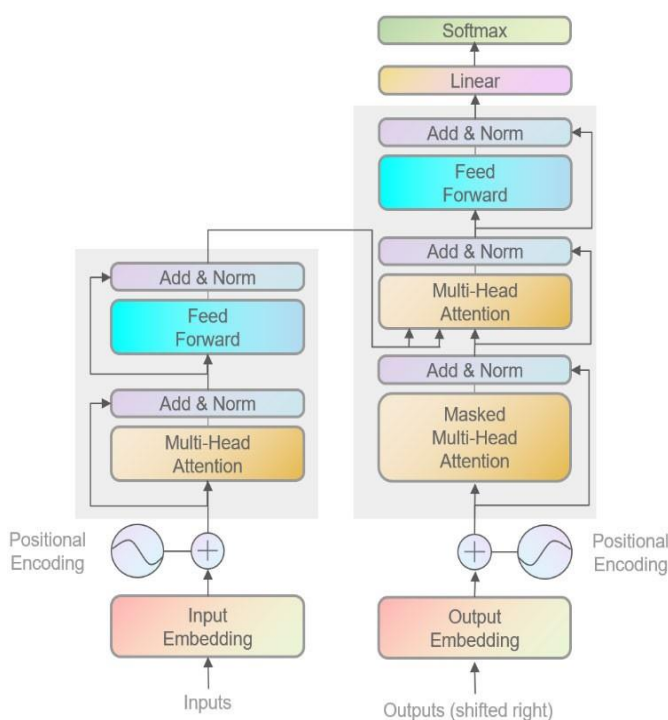 Softmax
Linear
Add & Norm
Feed
Forward
Add & Norm
Multi-Head
Attention
Add & Norm
Masked
Multi-Head
Attention
Add & Norm
Feed
Forward
Add & Norm
Multi-Head
Attention
Positional
Encoding
Positional
Encoding
Input
Embedding
Output
Embedding
Inputs
Outputs (shifted right)